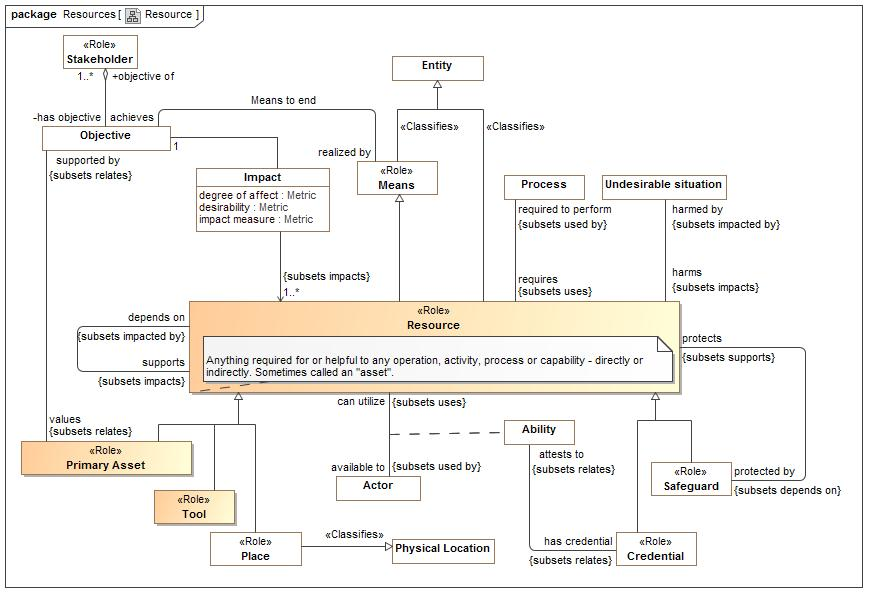 package Resources [ Resource ]
«Role»
Stakeholder
1..*
+objective of
Entity
Means to end
-has objective
achieves
«Classifies»
«Classifies»
Objective
1
realized by
supported by
{subsets relates}
Impact
degree of affect : Metric
desirability : Metric
impact measure : Metric
«Role»
Means
Process
Undesirable situation
required to perform
{subsets used by}
harmed by
{subsets impacted by}
{subsets impacts}
1..*
requires
{subsets uses}
harms
{subsets impacts}
«Role»
Resource
Anything required for or helpful to any operation, activity, process or capability - directly or
indirectly. Sometimes called an "asset".
depends on
{subsets impacted by}
supports
{subsets impacts}
protects
{subsets supports}
can utilize
{subsets uses}
values
{subsets relates}
Ability
attests to
{subsets relates}
«Role»
Primary Asset
available to
{subsets used by}
Actor
«Role»
Safeguard
protected by
{subsets depends on}
«Role»
Tool
«Role»
Place
«Classifies»
Physical Location
has credential
{subsets relates}
«Role»
Credential